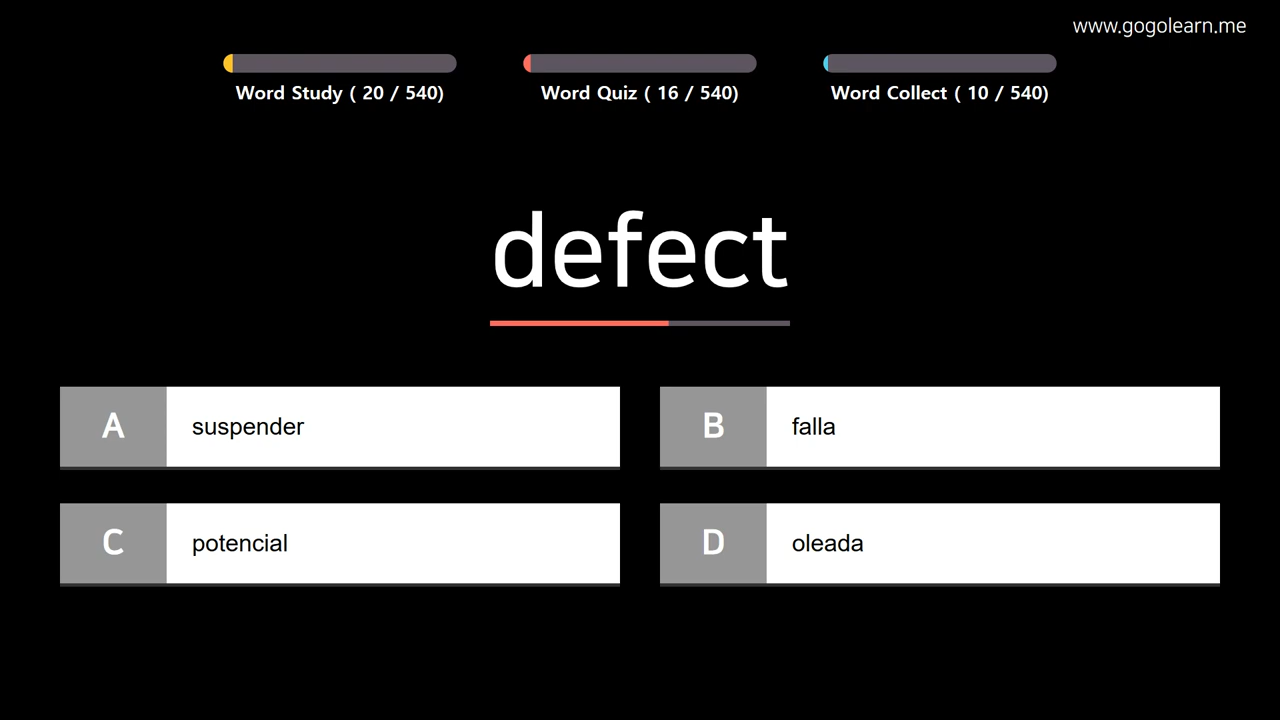 www.gogolearn.me
Word Study ( 20 / 540)
Word Quiz ( 16 / 540)
Word Collect ( 10 / 540)
defect
A
suspender
B
falla
C
potencial
D
oleada